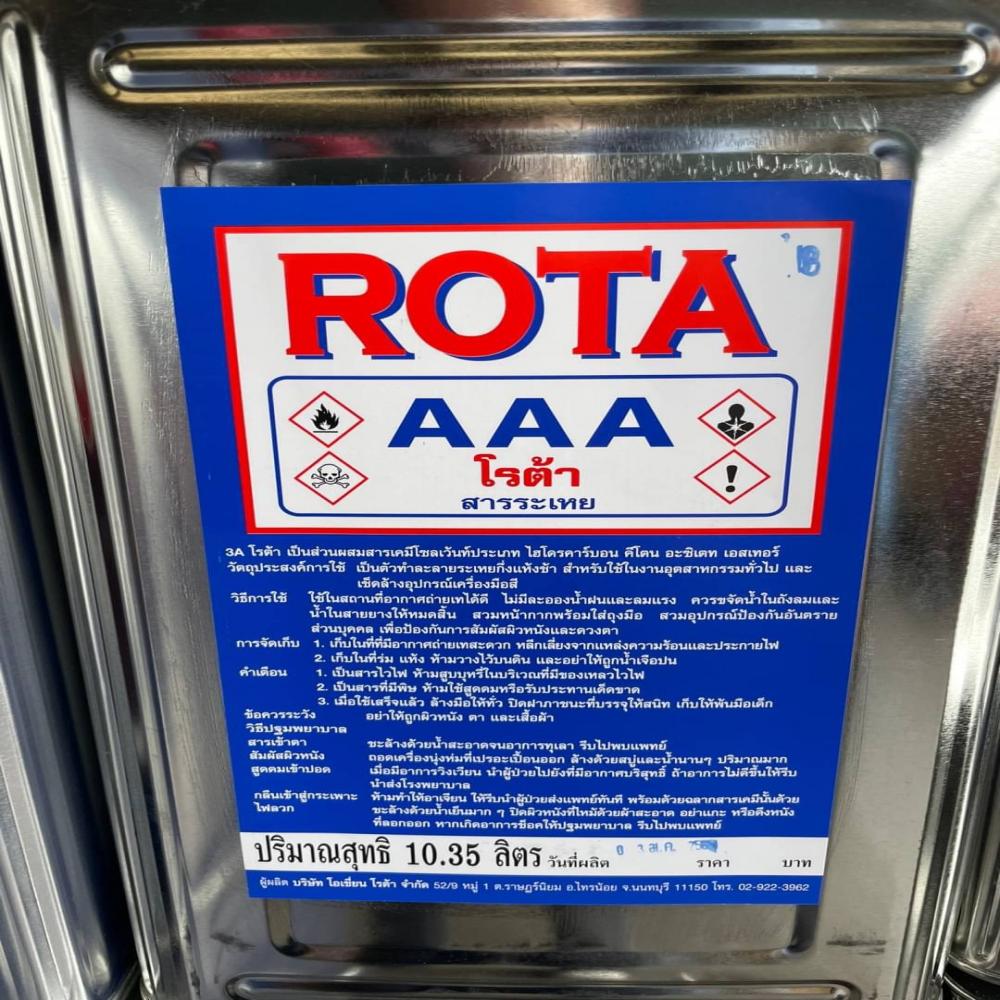 ROTA
AAA
โรต้า
สารระเหย
3A โรต้า เป็นส่วนผสมสารเคมีโซลเว้นท์ประเภท ไฮโดรคาร์บอน คีโตน อะซิเตท เอสเทอร์
วัตถุประสงค์การใช้ เป็นตัวทำละลายระเหยกึ่งแห้งช้า สำหรับใช้ในงานอุตสาหกรรมทั่วไป และ
เช็ดล้างอุปกรณ์เครื่องมือสี
วิธีการใช้ ใช้ในสถานที่อากาศถ่ายเทได้ดี ไม่มีละอองน้ำฝนและลมแรง ควรขจัดน้ำในถังลมและ
น้ำในสายยางให้หมดสิ้น สวมหน้ากากพร้อมใส่ถุงมือ สวมอุปกรณ์ป้องกันอันตราย
ส่วนบุคคล เพื่อป้องกันการสัมผัสผิวหนังและดวงตา
การจัดเก็บ 1. เก็บในที่ที่มีอากาศถ่ายเทสะดวก หลีกเลี่ยงจากแหล่งความร้อนและประกายไฟ
2. เก็บในที่ร่ม แห้ง ห้ามวางไว้บนดิน และอย่าให้ถูกน้ำเจือปน
คำเตือน 1. เป็นสารไวไฟ ห้ามสูบบุหรี่ในบริเวณที่มีของเหลวไวไฟ
2. เป็นสารที่มีพิษ ห้ามใช้สูดดมหรือรับประทานเด็ดขาด
3. เมื่อใช้เสร็จแล้ว ล้างมือให้ทั่ว ปิดฝาภาชนะที่บรรจุให้สนิท เก็บให้พ้นมือเด็ก
ข้อควรระวัง อย่าให้ถูกผิวหนัง ตา และเสื้อผ้า
วิธีปฐมพยาบาล
สารเข้าตา ชะล้างด้วยน้ำสะอาดจนอาการทุเลา รีบไปพบแพทย์
สัมผัสผิวหนัง ถอดเครื่องนุ่งห่มที่เปรอะเปื้อนออก ล้างด้วยสบู่และน้ำนานๆ ปริมาณมาก
สูดดมเข้าปอด เมื่อมีอาการวิงเวียน นำผู้ป่วยไปยังที่มีอากาศบริสุทธิ์ ถ้าอาการไม่ดีขึ้นให้รีบ
นำส่งโรงพยาบาล
กลืนเข้าสู่กระเพาะ ห้ามทำให้อาเจียน ให้รีบนำผู้ป่วยส่งแพทย์ทันที พร้อมด้วยฉลากสารเคมีนั้นด้วย
ไฟลวก ชะล้างด้วยน้ำเย็นมาก ๆ ปิดผิวหนังที่ไหม้ด้วยผ้าสะอาด อย่าแกะ หรือดึงหนัง
ที่ลอกออก หากเกิดอาการช็อคให้ปฐมพยาบาล รีบไปพบแพทย์
ปริมาณสุทธิ 10.35 ลิตร วันที่ผลิต ราคา บาท
ผู้ผลิต บริษัท โอเชี่ยน โรต้า จำกัด 52/9 หมู่ 1 ต.ราษฎร์นิยม อ.ไทรน้อย จ.นนทบุรี 11150 โทร. 02-922-3962